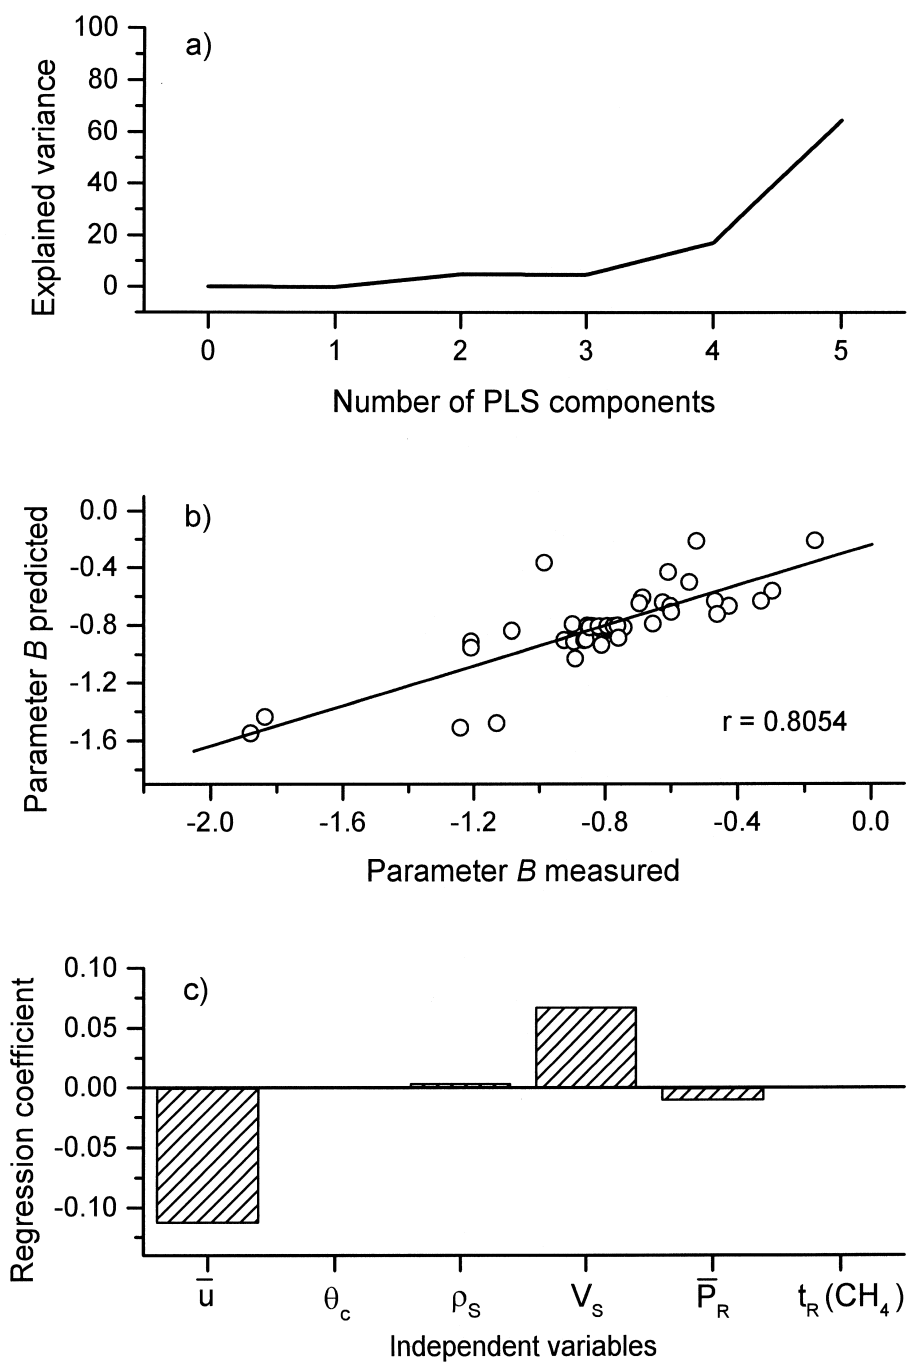 100
a)
80
60
40
20
0
Explained variance
0 1 2 3 4 5
Number of PLS components
0.0
b)
-0.4
-0.8
-1.2
-1.6
Parameter B predicted
r = 0.8054
-2.0 -1.6 -1.2 -0.8 -0.4 0.0
Parameter B measured
0.10
c)
0.05
0.00
-0.05
-0.10
Regression coefficient
u̅ θc ρS VS P̅R tR(CH4)
Independent variables